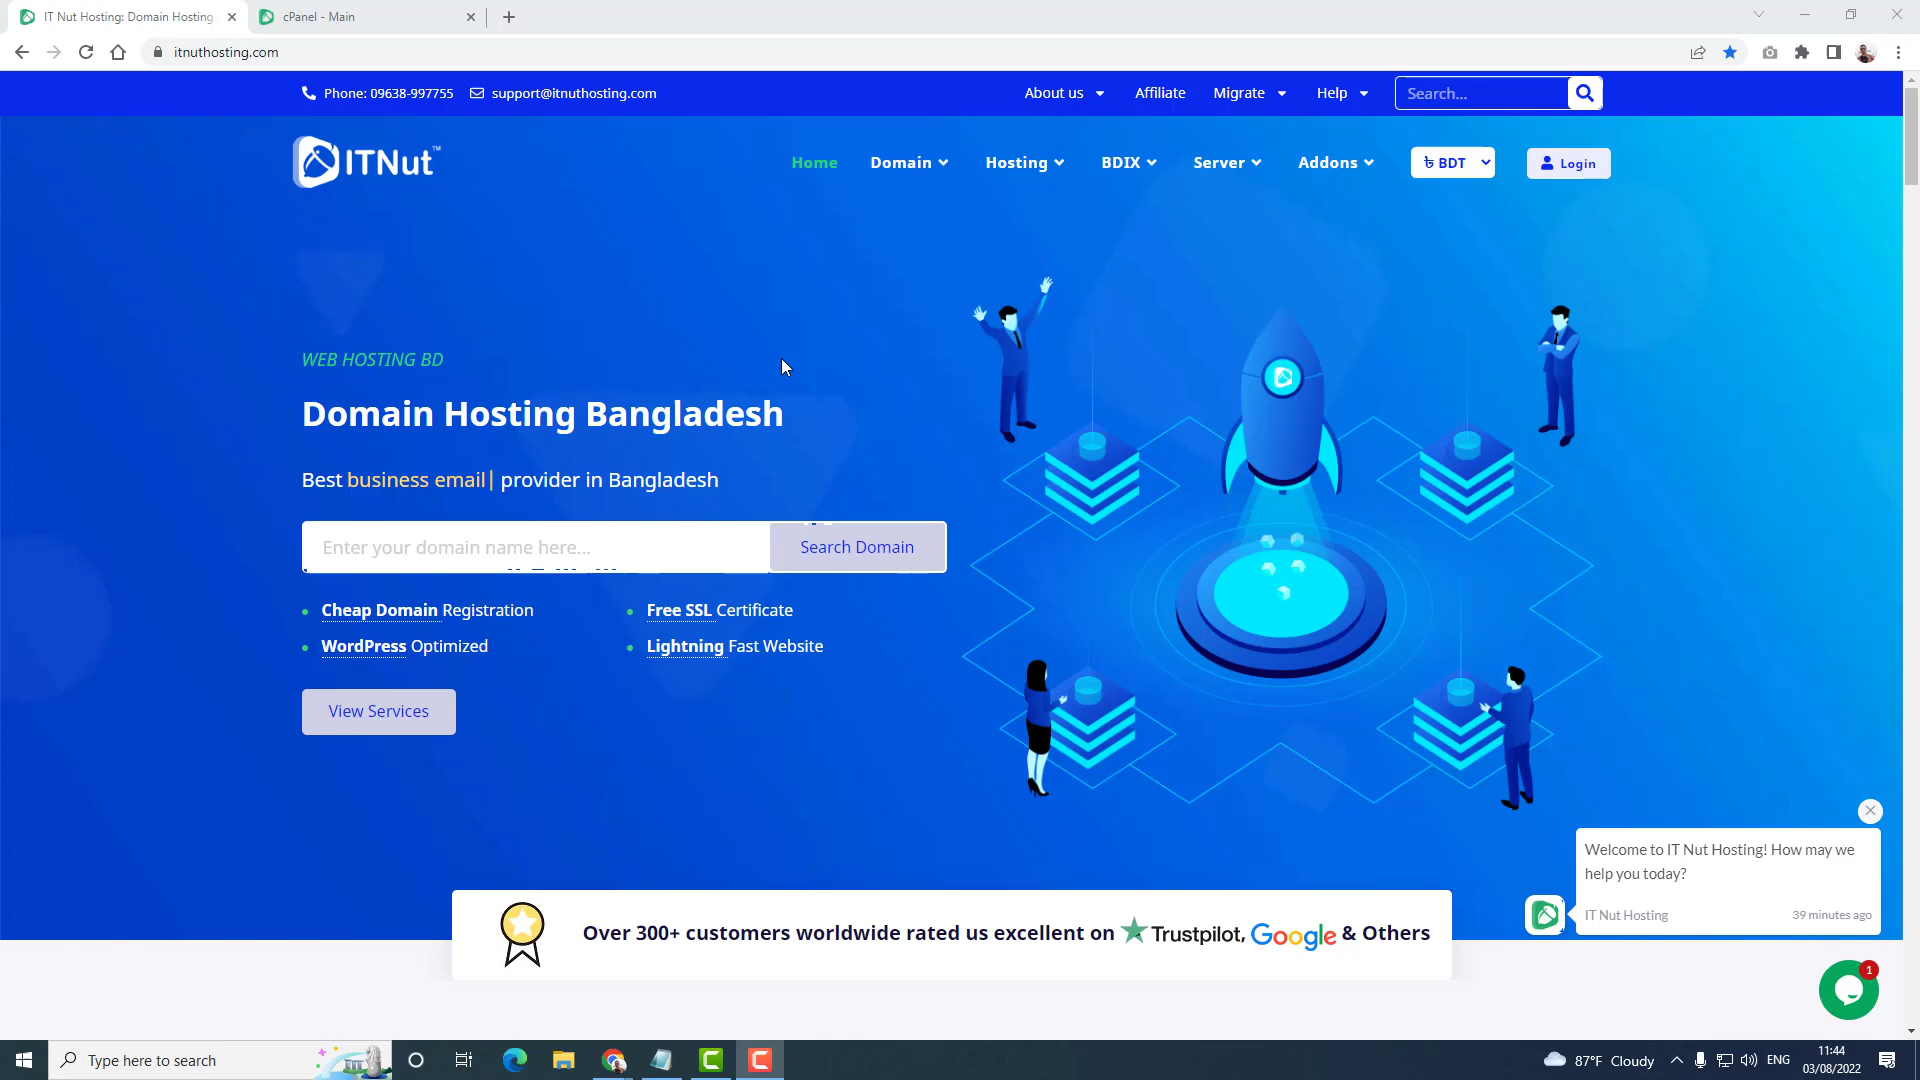 IT Nut Hosting: Domain Hosting
cPanel - Main
itnuthosting.com
Phone: 09638-997755
support@itnuthosting.com
About us
Affiliate
Migrate
Help
Search...
ITNut™
Home
Domain
Hosting
BDIX
Server
Addons
৳ BDT
Login
WEB HOSTING BD
Domain Hosting Bangladesh
Best business email| provider in Bangladesh
Enter your domain name here...
Search Domain
Cheap Domain Registration
Free SSL Certificate
WordPress Optimized
Lightning Fast Website
View Services
Welcome to IT Nut Hosting! How may we
help you today?
IT Nut Hosting
39 minutes ago
Over 300+ customers worldwide rated us excellent on Trustpilot, Google & Others
1
Type here to search
87°F Cloudy
ENG
11:44
03/08/2022